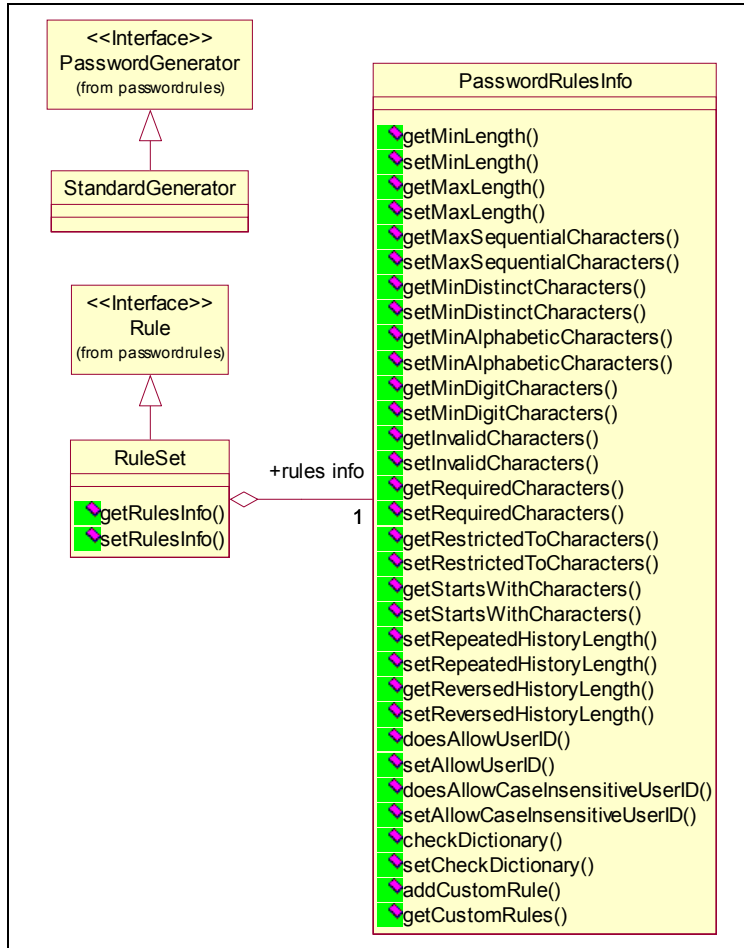 <<Interface>>
PasswordGenerator
(from passwordrules)
StandardGenerator
<<Interface>>
Rule
(from passwordrules)
RuleSet
getRulesInfo()
setRulesInfo()
+rules info
1
PasswordRulesInfo
getMinLength()
setMinLength()
getMaxLength()
setMaxLength()
getMaxSequentialCharacters()
setMaxSequentialCharacters()
getMinDistinctCharacters()
setMinDistinctCharacters()
getMinAlphabeticCharacters()
setMinAlphabeticCharacters()
getMinDigitCharacters()
setMinDigitCharacters()
getInvalidCharacters()
setInvalidCharacters()
getRequiredCharacters()
setRequiredCharacters()
getRestrictedToCharacters()
setRestrictedToCharacters()
getStartsWithCharacters()
setStartsWithCharacters()
setRepeatedHistoryLength()
setRepeatedHistoryLength()
getReversedHistoryLength()
setReversedHistoryLength()
doesAllowUserID()
setAllowUserID()
doesAllowCaseInsensitiveUserID()
setAllowCaseInsensitiveUserID()
checkDictionary()
setCheckDictionary()
addCustomRule()
getCustomRules()